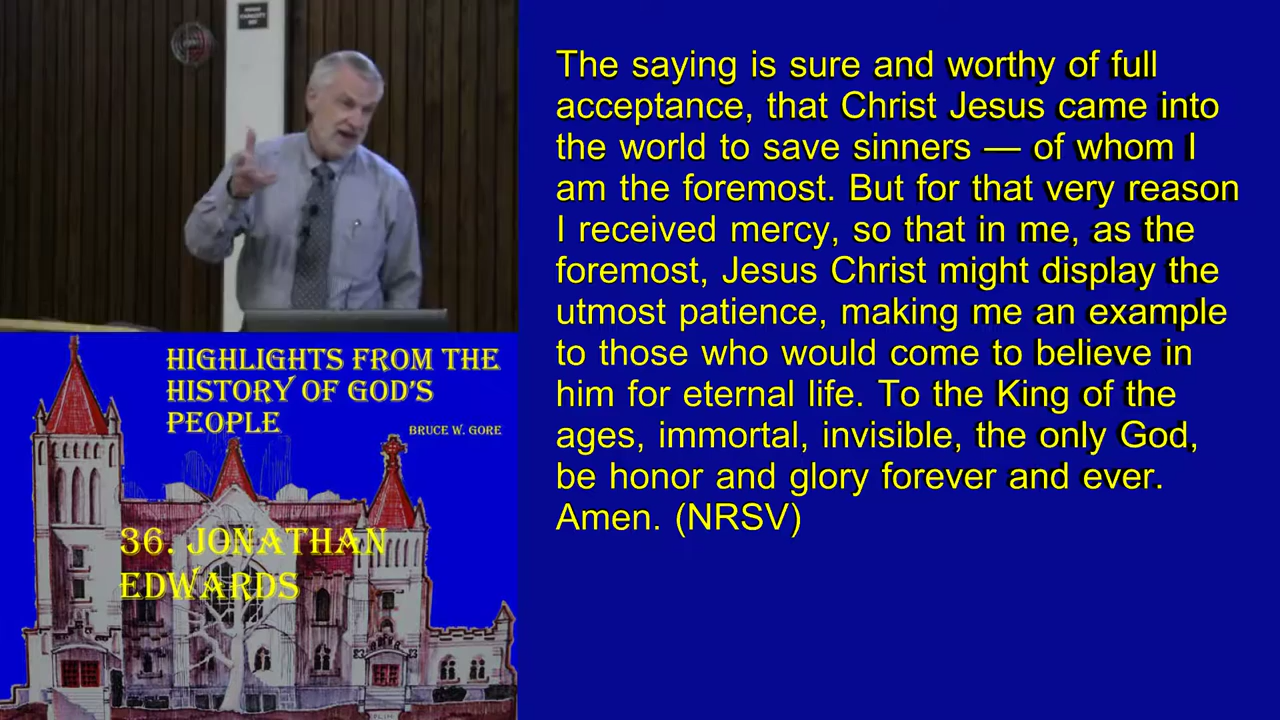 HIGHLIGHTS FROM THE
HISTORY OF GOD'S
PEOPLE
BRUCE W. GORE
36. JONATHAN
EDWARDS
The saying is sure and worthy of full
acceptance, that Christ Jesus came into
the world to save sinners — of whom I
am the foremost. But for that very reason
I received mercy, so that in me, as the
foremost, Jesus Christ might display the
utmost patience, making me an example
to those who would come to believe in
him for eternal life. To the King of the
ages, immortal, invisible, the only God,
be honor and glory forever and ever.
Amen. (NRSV)